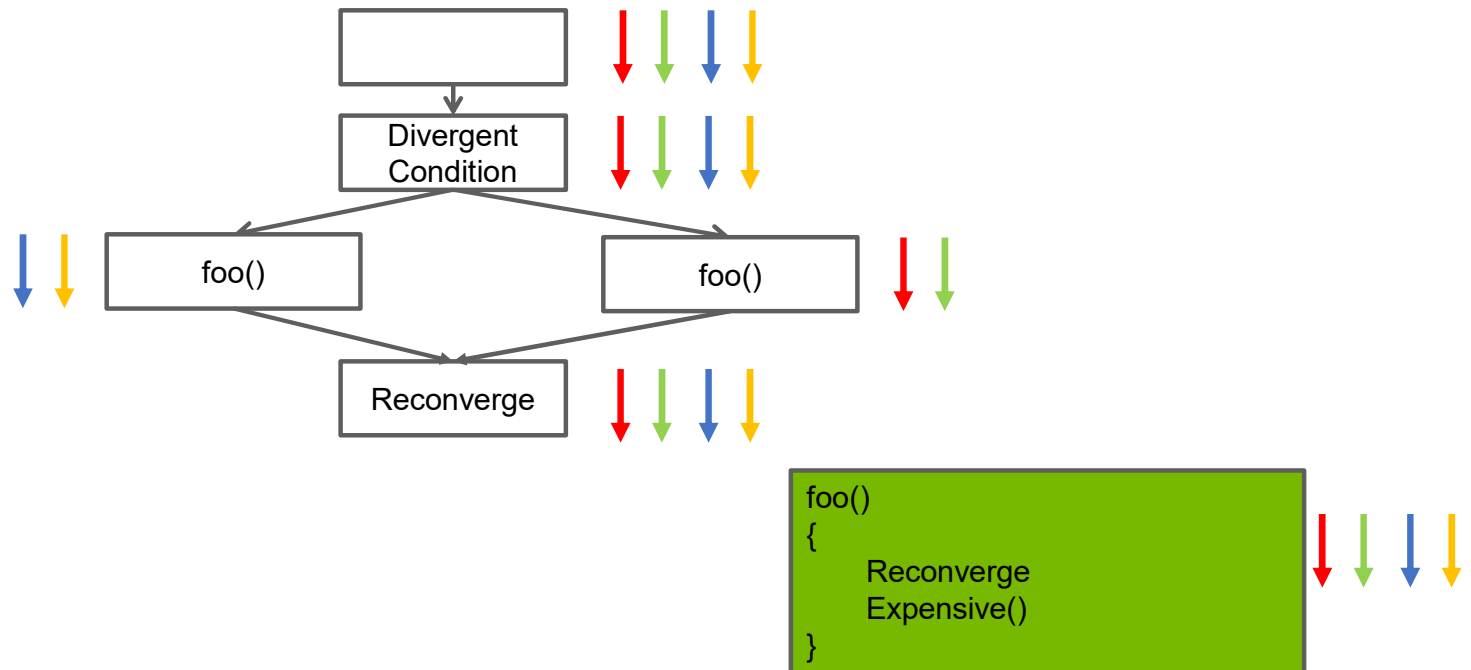 Divergent
Condition
foo()
foo()
Reconverge
foo()
{
Reconverge
Expensive()
}